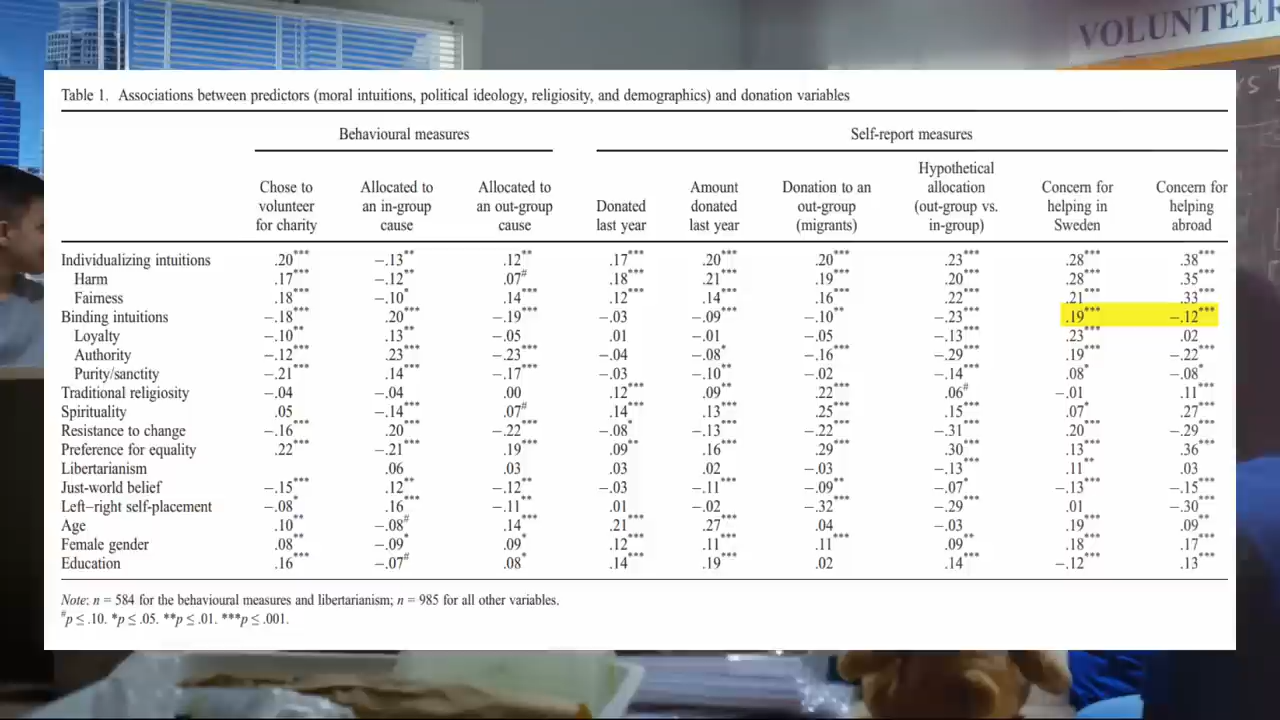 VOLUNTEER
Table 1. Associations between predictors (moral intuitions, political ideology, religiosity, and demographics) and donation variables
Behavioural measures Self-report measures
Chose to volunteer for charity Allocated to an in-group cause Allocated to an out-group cause Donated last year Amount donated last year Donation to an out-group (migrants) Hypothetical allocation (out-group vs. in-group) Concern for helping in Sweden Concern for helping abroad
Individualizing intuitions .20*** −.13** .12** .17*** .20*** .20*** .23*** .28*** .38***
Harm .17*** −.12** .07# .18*** .21*** .19*** .20*** .28*** .35***
Fairness .18*** −.10* .14*** .12*** .14*** .16*** .22*** .21*** .33***
Binding intuitions −.18*** .20*** −.19*** −.03 −.09*** −.10** −.23*** .19*** −.12***
Loyalty −.10** .13** −.05 .01 −.01 −.05 −.13*** .23*** .02
Authority −.12*** .23*** −.23*** −.04 −.08* −.16*** −.29*** .19*** −.22***
Purity/sanctity −.21*** .14*** −.17*** −.03 −.10** −.02 −.14*** .08* −.08*
Traditional religiosity −.04 −.04 .00 .12*** .09** .22*** .06# −.01 .11***
Spirituality .05 −.14*** .07# .14*** .13*** .25*** .15*** .07* .27***
Resistance to change −.16*** .20*** −.22*** −.08* −.13*** −.22*** −.31*** .20*** −.29***
Preference for equality .22*** −.21*** .19*** .09** .16*** .29*** .30*** .13*** .36***
Libertarianism .06 .03 .03 .02 −.03 −.13*** .11** .03
Just-world belief −.15*** .12** −.12** −.03 −.11*** −.09** −.07* −.13*** −.15***
Left–right self-placement −.08* .16*** −.11** .01 −.02 −.32*** −.29*** .01 −.30***
Age .10** −.08# .14*** .21*** .27*** .04 −.03 .19*** .09**
Female gender .08** −.09* .09* .12*** .11*** .11*** .09** .18*** .17***
Education .16*** −.07# .08* .14*** .19*** .02 .14*** −.12*** .13***
Note: n = 584 for the behavioural measures and libertarianism; n = 985 for all other variables.
#p ≤ .10. *p ≤ .05. **p ≤ .01. ***p ≤ .001.